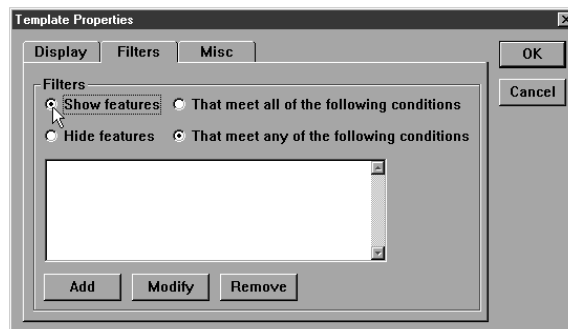 Template Properties
Display Filters Misc
OK
Cancel
Filters
Show features That meet all of the following conditions
Hide features That meet any of the following conditions
Add Modify Remove